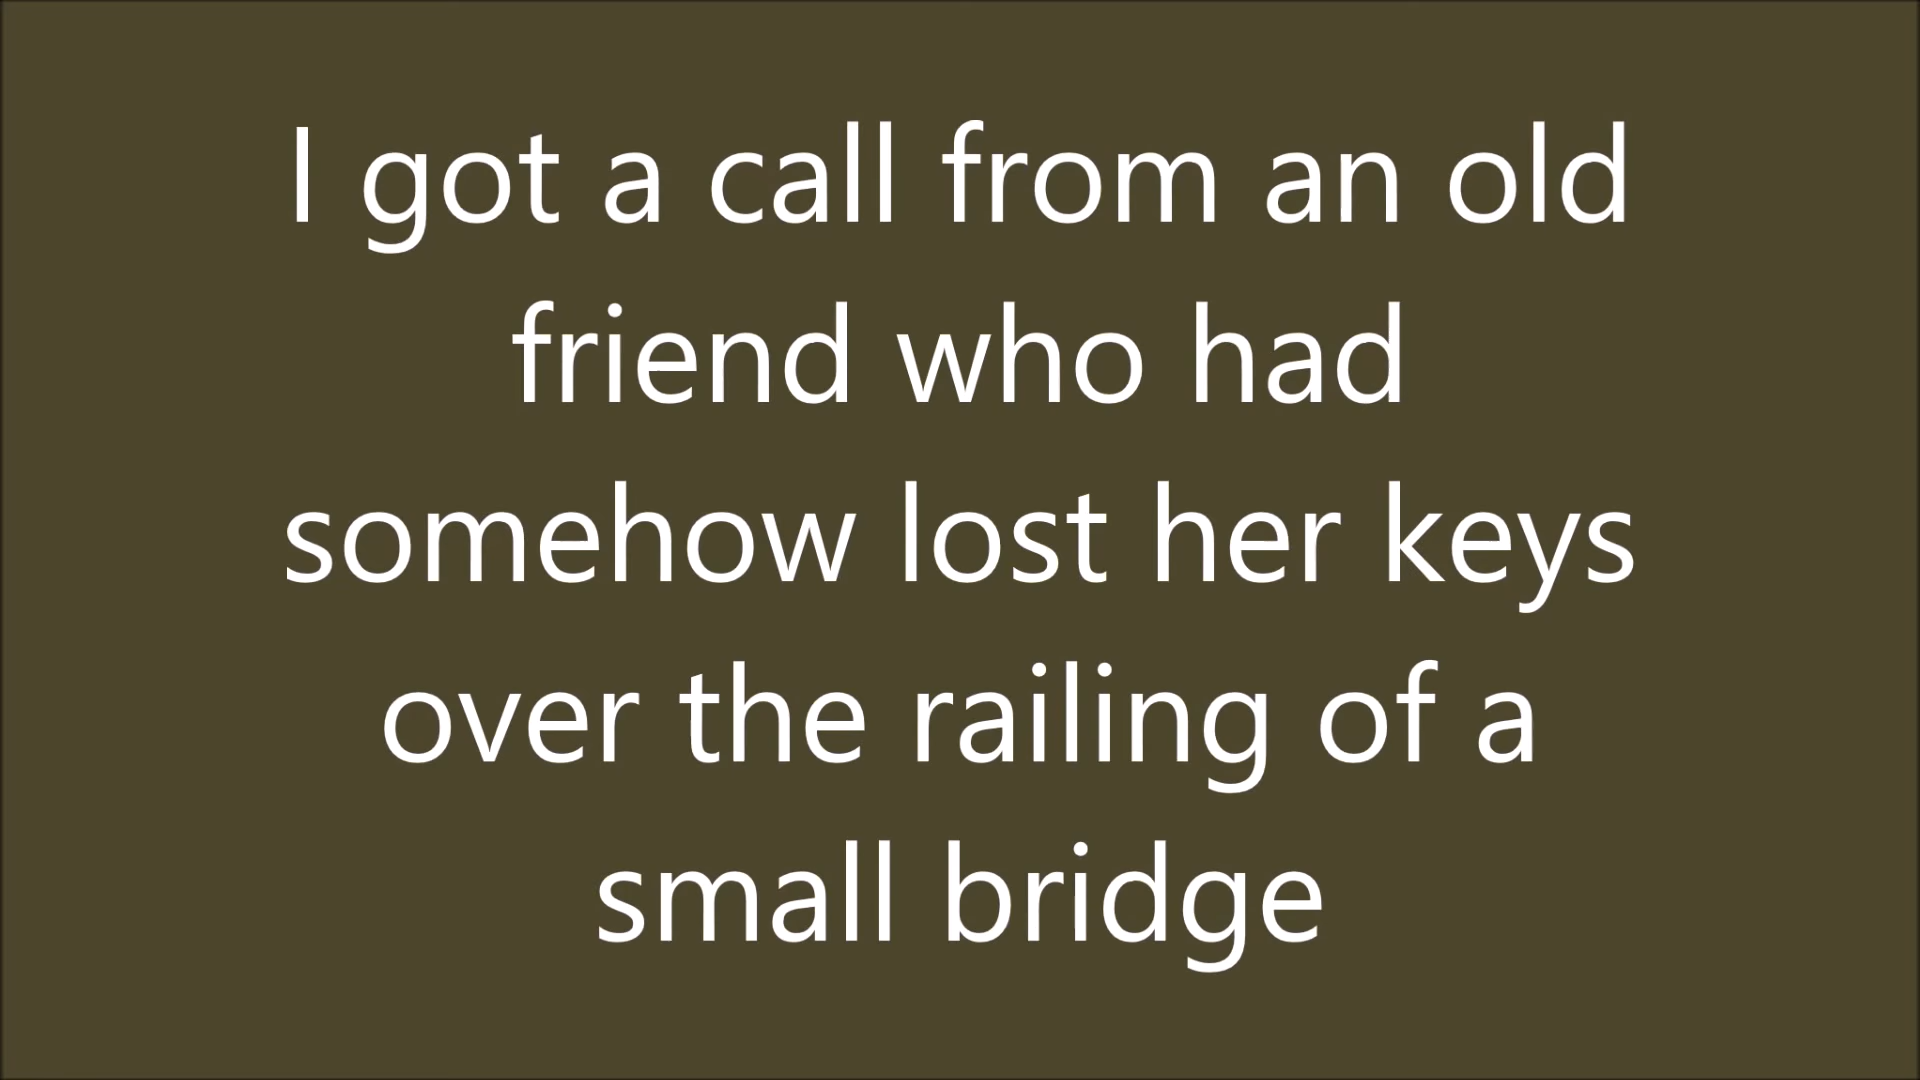 I got a call from an old
friend who had
somehow lost her keys
over the railing of a
small bridge